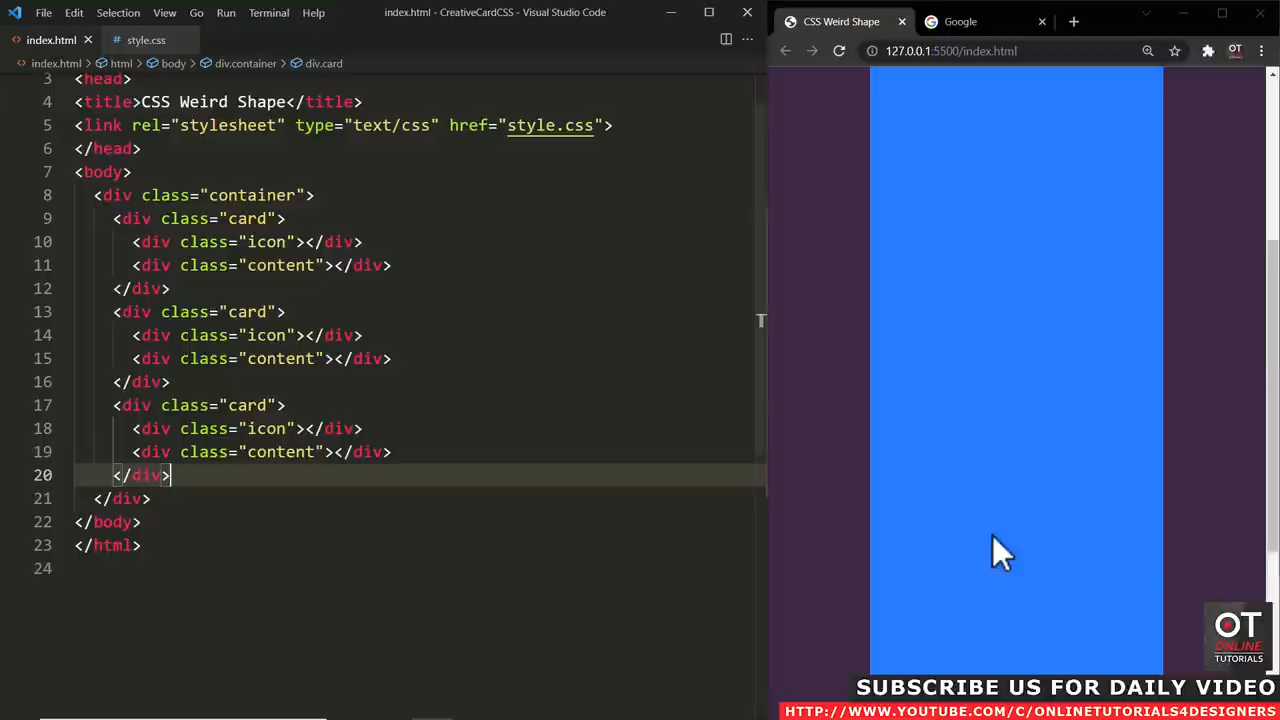 File Edit Selection View Go Run Terminal Help
index.html - CreativeCardCSS - Visual Studio Code
index.html
style.css
index.html > html > body > div.container > div.card
3 <head>
4 <title>CSS Weird Shape</title>
5 <link rel="stylesheet" type="text/css" href="style.css">
6 </head>
7 <body>
8 <div class="container">
9 <div class="card">
10 <div class="icon"></div>
11 <div class="content"></div>
12 </div>
13 <div class="card">
14 <div class="icon"></div>
15 <div class="content"></div>
16 </div>
17 <div class="card">
18 <div class="icon"></div>
19 <div class="content"></div>
20 </div>
21 </div>
22 </body>
23 </html>
24
CSS Weird Shape
Google
127.0.0.1:5500/index.html
OT
T
OT
ONLINE
TUTORIALS
SUBSCRIBE US FOR DAILY VIDEO
HTTP://WWW.YOUTUBE.COM/C/ONLINETUTORIALS4DESIGNERS